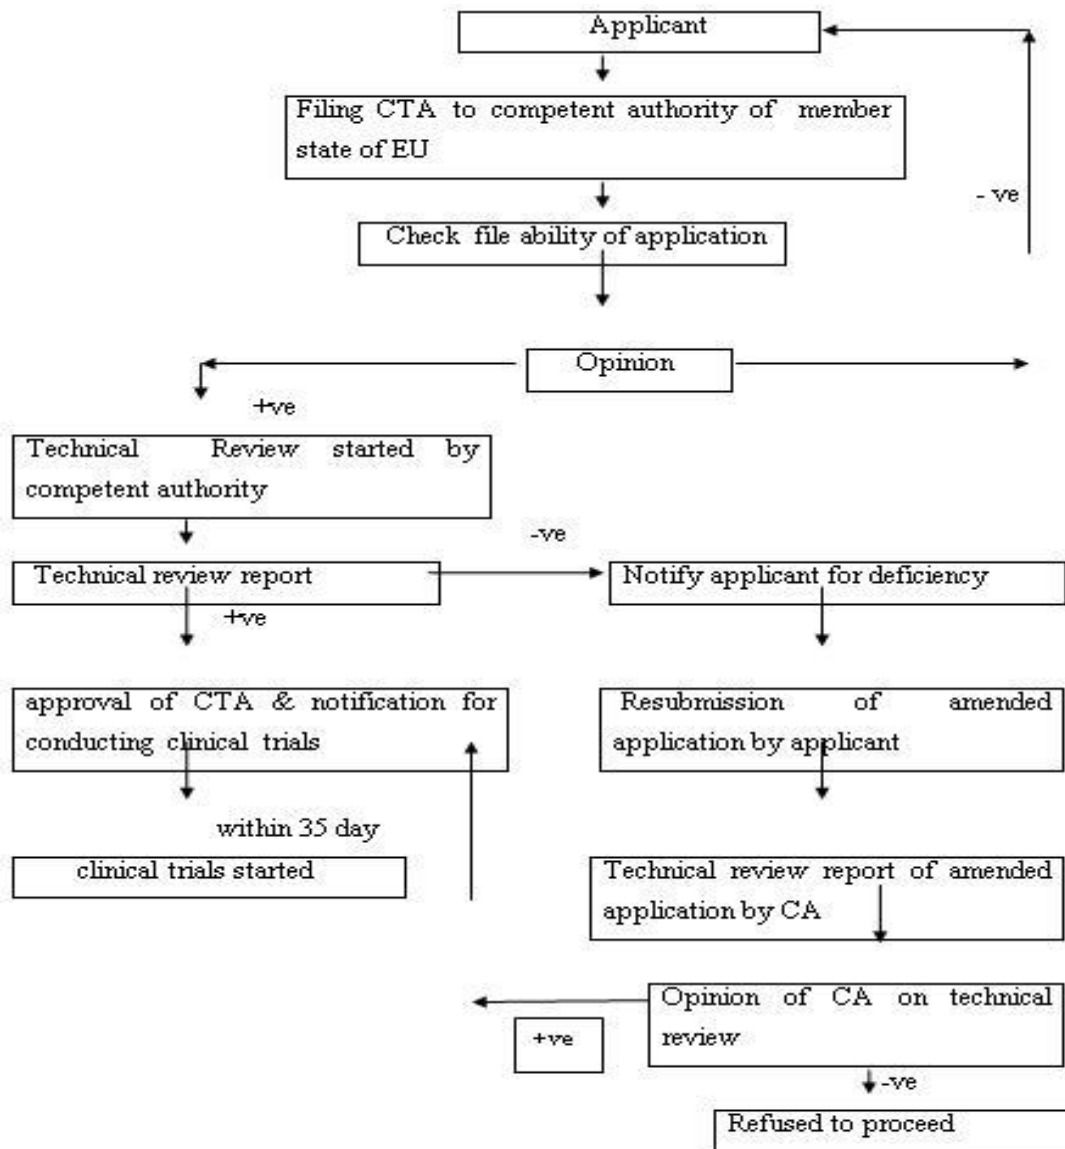 Applicant
Filing CTA to competent authority of member
state of EU
- ve
Check file ability of application
Opinion
+ve
Technical Review started by
competent authority
-ve
Technical review report
Notify applicant for deficiency
+ve
approval of CTA & notification for
conducting clinical trials
Resubmission of amended
application by applicant
within 35 day
clinical trials started
Technical review report of amended
application by CA
Opinion of CA on technical
review
+ve
-ve
Refused to proceed